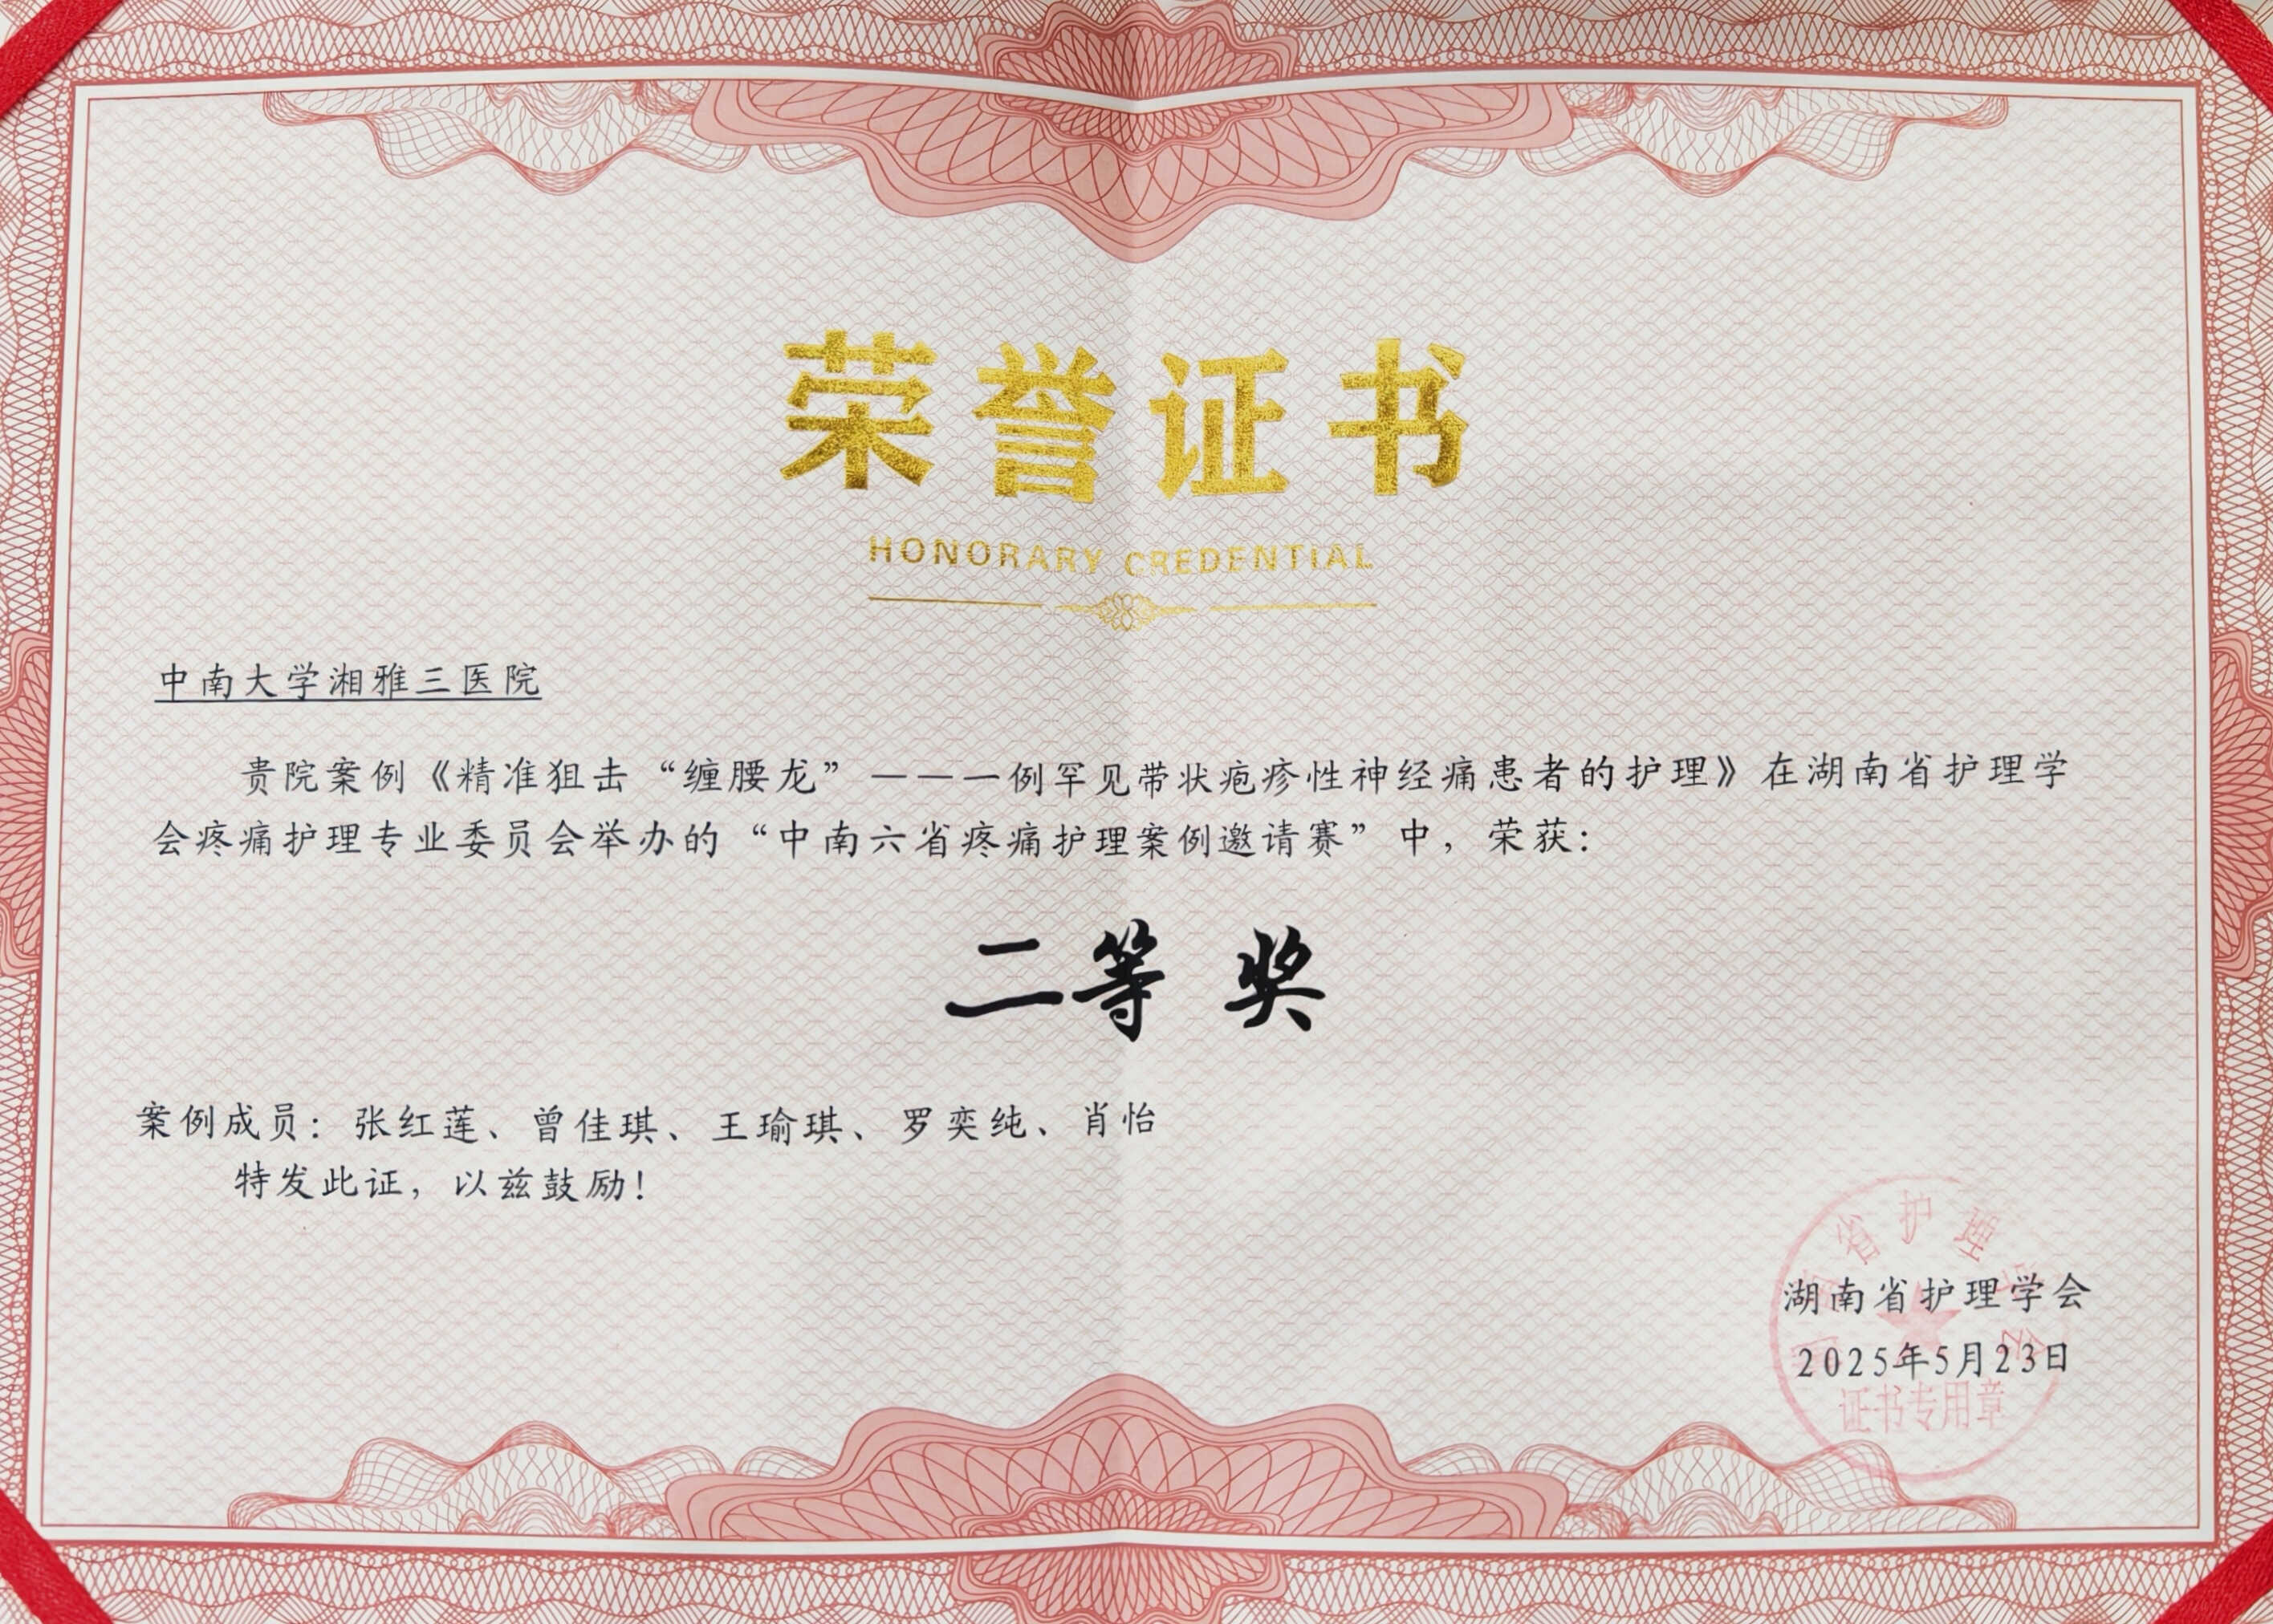 荣誉证书
HONORARY CREDENTIAL
中南大学湘雅三医院
贵院案例《精准狙击“缠腰龙”——一例罕见带状疱疹性神经痛患者的护理》在湖南省护理学
会疼痛护理专业委员会举办的“中南六省疼痛护理案例邀请赛”中，荣获：
二等 奖
案例成员：张红莲、曾佳琪、王瑜琪、罗奕纯、肖怡
特发此证，以兹鼓励！
省护理
湖南省护理学会
2025年5月23日
证书专用章